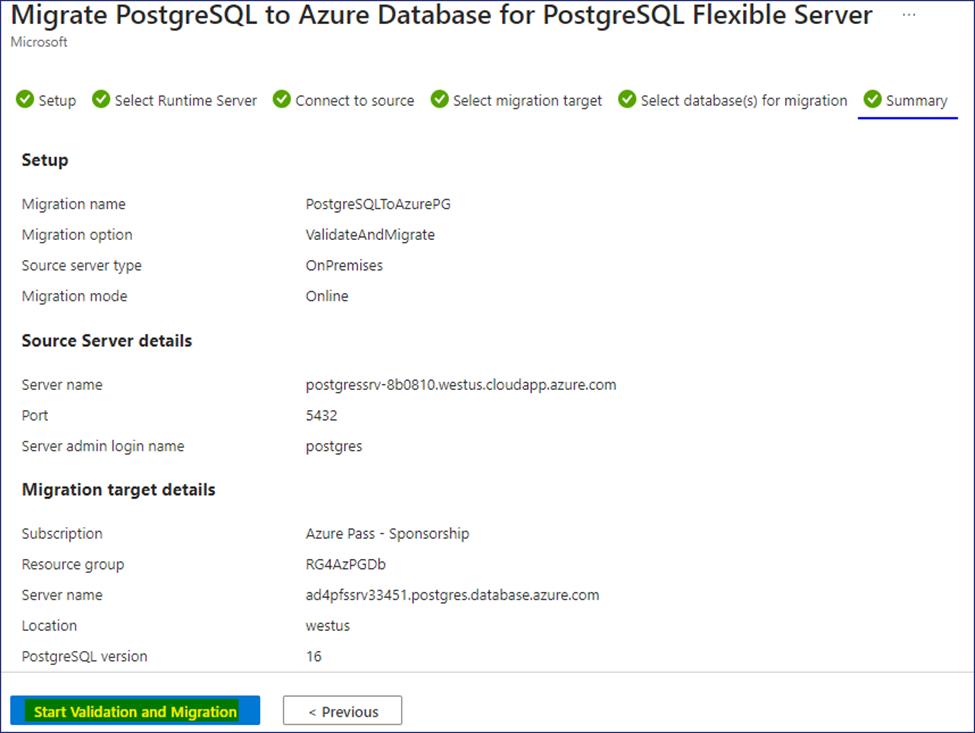 Migrate PostgreSQL to Azure Database for PostgreSQL Flexible Server ...
Microsoft
Setup Select Runtime Server Connect to source Select migration target Select database(s) for migration Summary
Setup
Migration name PostgreSQLToAzurePG
Migration option ValidateAndMigrate
Source server type OnPremises
Migration mode Online
Source Server details
Server name postgressrv-8b0810.westus.cloudapp.azure.com
Port 5432
Server admin login name postgres
Migration target details
Subscription Azure Pass - Sponsorship
Resource group RG4AzPGDb
Server name ad4pfssrv33451.postgres.database.azure.com
Location westus
PostgreSQL version 16
Start Validation and Migration < Previous